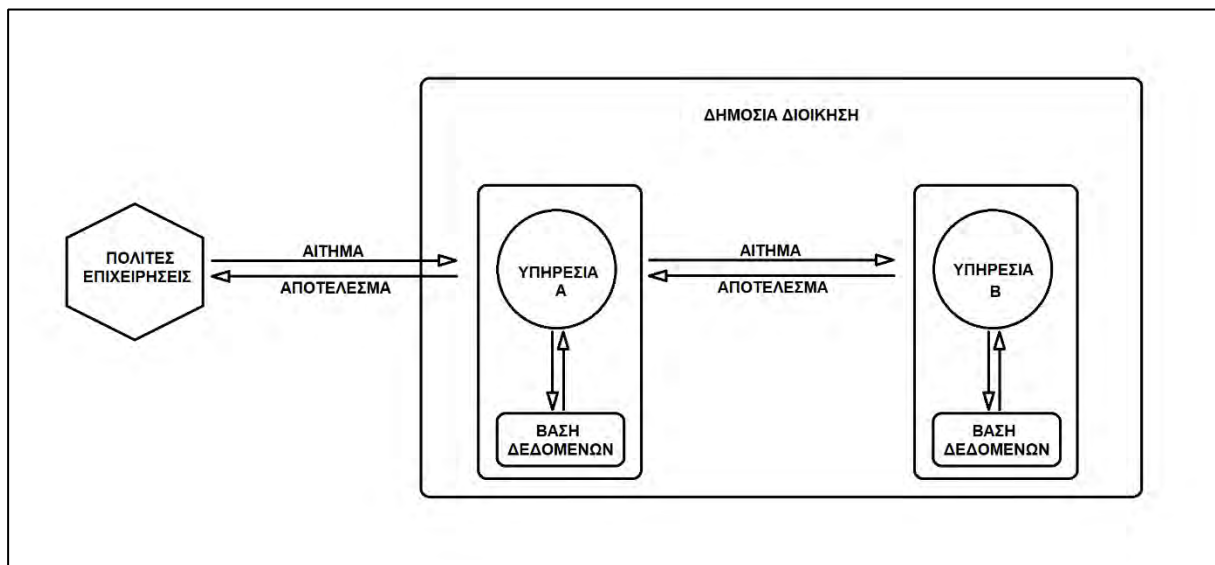 ΔΗΜΟΣΙΑ ΔΙΟΙΚΗΣΗ
ΠΟΛΙΤΕΣ
ΕΠΙΧΕΙΡΗΣΕΙΣ
ΑΙΤΗΜΑ
ΑΠΟΤΕΛΕΣΜΑ
ΥΠΗΡΕΣΙΑ
Α
ΑΙΤΗΜΑ
ΑΠΟΤΕΛΕΣΜΑ
ΥΠΗΡΕΣΙΑ
Β
ΒΑΣΗ
ΔΕΔΟΜΕΝΩΝ
ΒΑΣΗ
ΔΕΔΟΜΕΝΩΝ